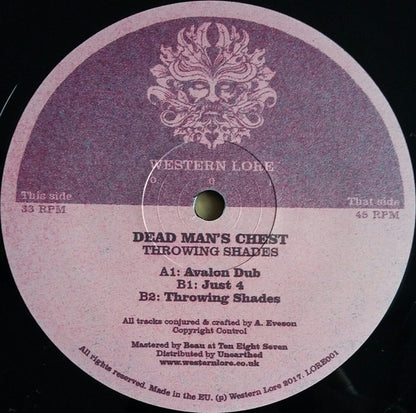 WESTERN LORE
This side
33 RPM
That side
45 RPM
DEAD MAN'S CHEST
THROWING SHADES
A1: Avalon Dub
B1: Just 4
B2: Throwing Shades
All tracks conjured & crafted by A. Eveson
Copyright Control
Mastered by Beau at Ten Eight Seven
Distributed by Unearthed
www.westernlore.co.uk
All rights reserved. Made in the EU. (p) Western Lore 2017. LORE001